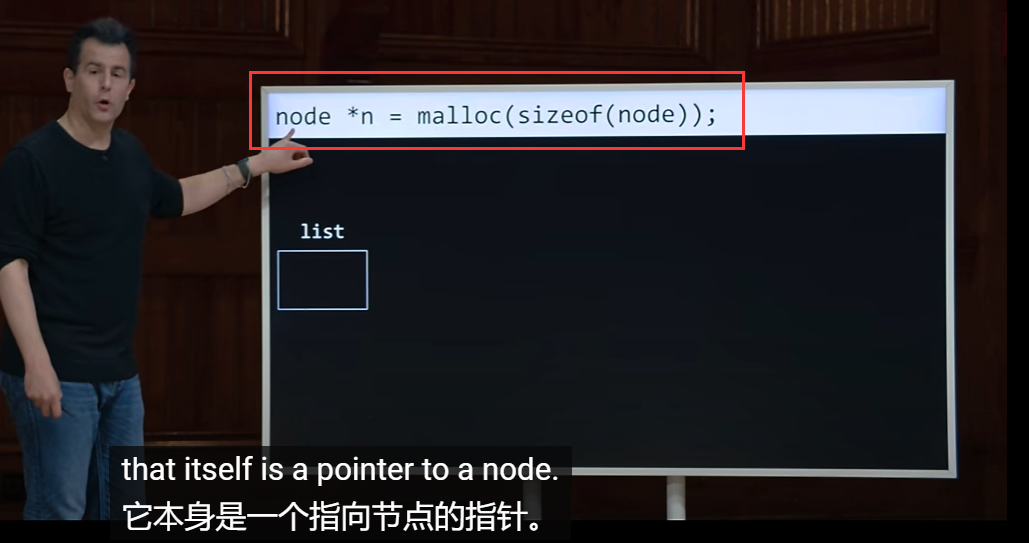 node *n = malloc(sizeof(node));
list
that itself is a pointer to a node.
它本身是一个指向节点的指针。